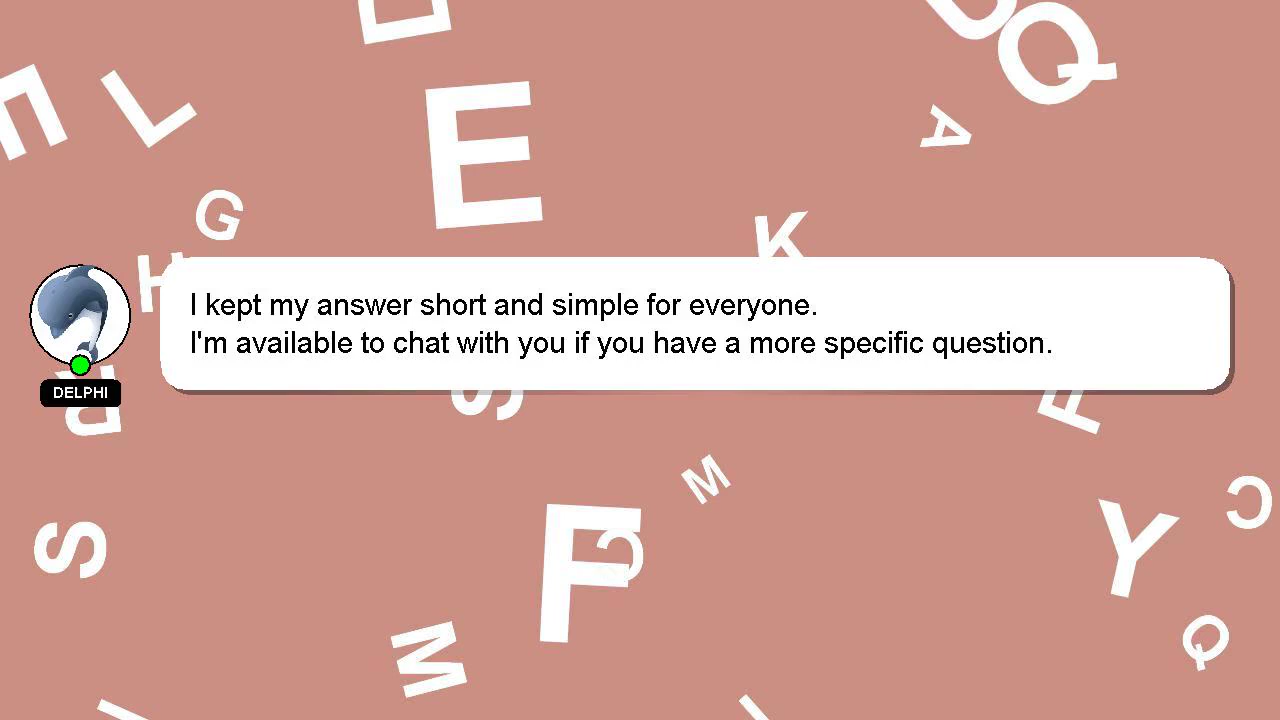 E
L
E
Q
A
G
K
H
I kept my answer short and simple for everyone.
I'm available to chat with you if you have a more specific question.
DELPHI
R
S
F
M
S
F
G
Y
C
M
Q